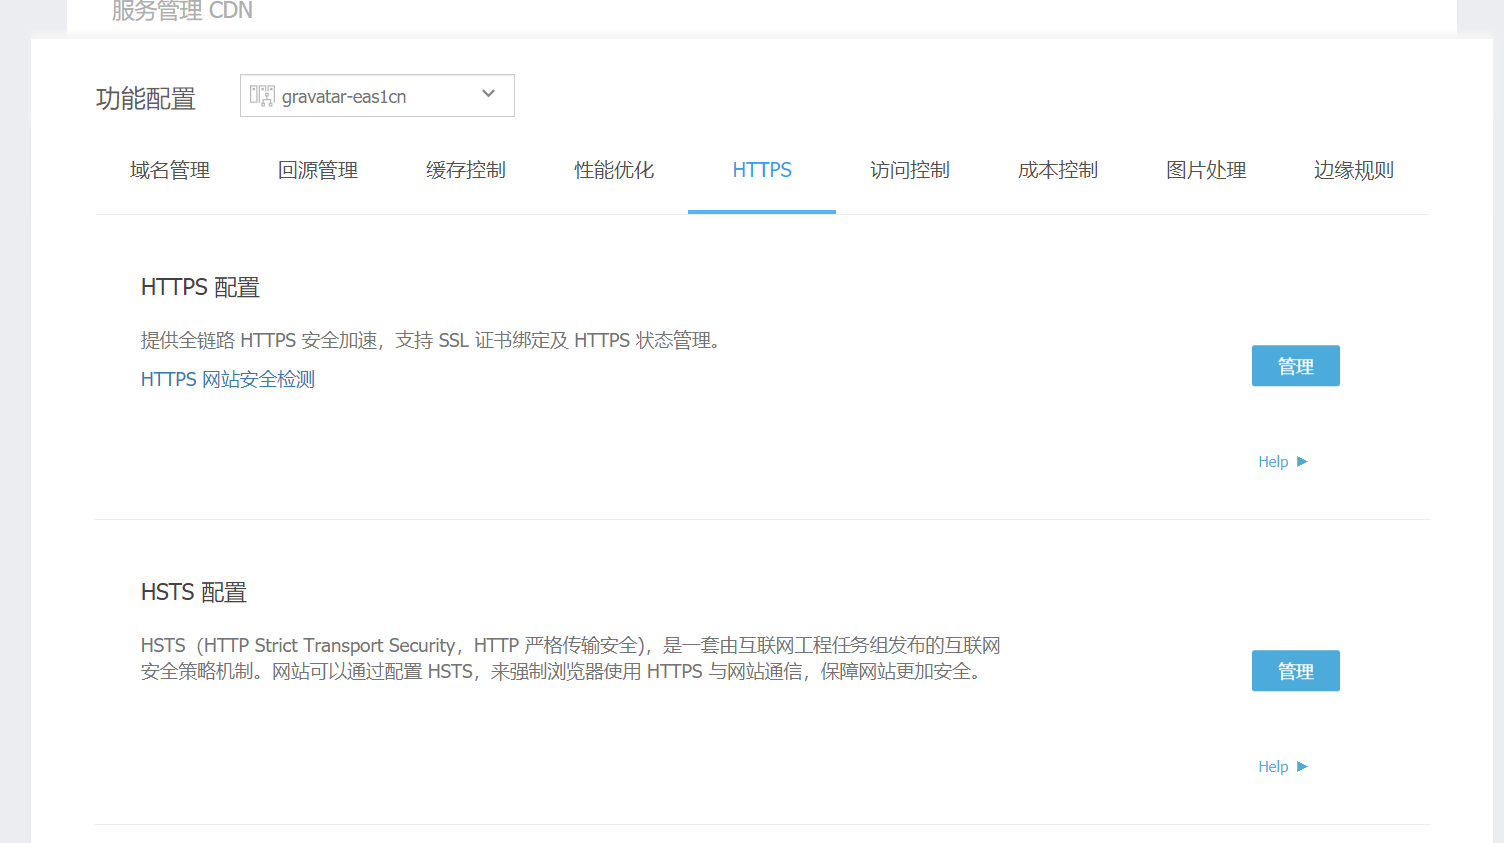 服务管理 CDN
功能配置
gravatar-eas1cn
域名管理 回源管理 缓存控制 性能优化 HTTPS 访问控制 成本控制 图片处理 边缘规则
HTTPS 配置
提供全链路 HTTPS 安全加速，支持 SSL 证书绑定及 HTTPS 状态管理。
HTTPS 网站安全检测
管理
Help
HSTS 配置
HSTS（HTTP Strict Transport Security，HTTP 严格传输安全)，是一套由互联网工程任务组发布的互联网
安全策略机制。网站可以通过配置 HSTS，来强制浏览器使用 HTTPS 与网站通信，保障网站更加安全。
管理
Help